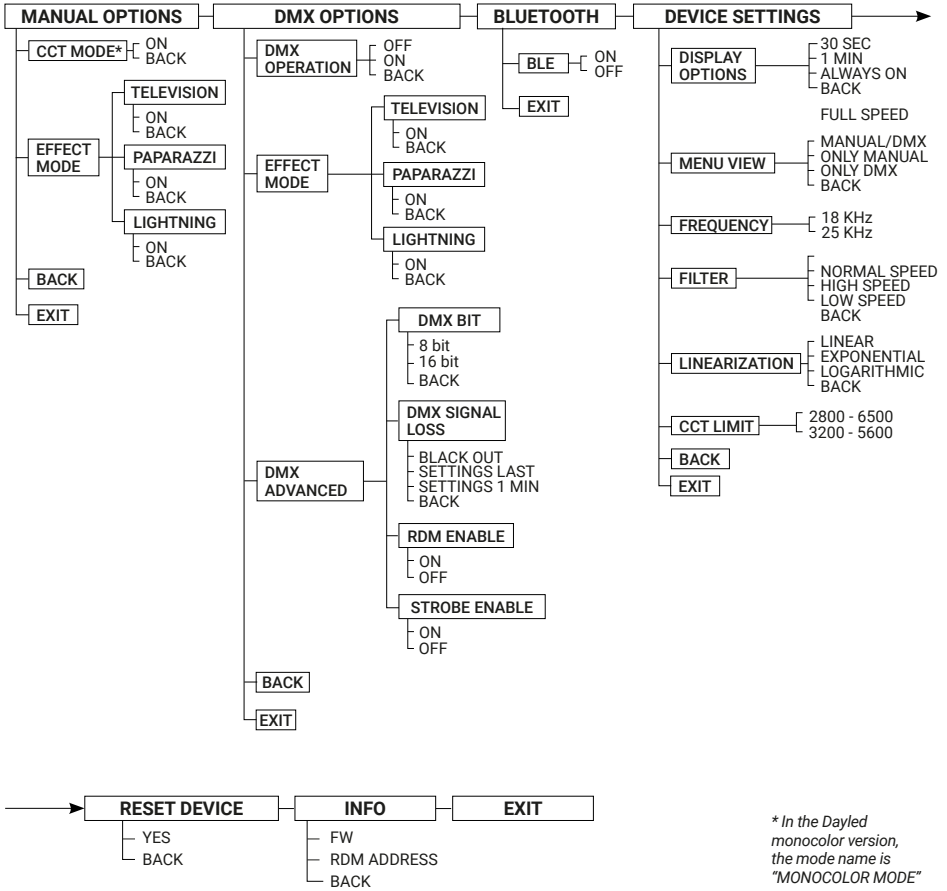 MANUAL OPTIONS
CCT MODE*
ON
BACK
EFFECT
MODE
TELEVISION
ON
BACK
PAPARAZZI
ON
BACK
LIGHTNING
ON
BACK
BACK
EXIT
DMX OPTIONS
DMX
OPERATION
OFF
ON
BACK
EFFECT
MODE
TELEVISION
ON
BACK
PAPARAZZI
ON
BACK
LIGHTNING
ON
BACK
DMX
ADVANCED
DMX BIT
8 bit
16 bit
BACK
DMX SIGNAL
LOSS
BLACK OUT
SETTINGS LAST
SETTINGS 1 MIN
BACK
RDM ENABLE
ON
OFF
STROBE ENABLE
ON
OFF
BACK
EXIT
BLUETOOTH
BLE
ON
OFF
EXIT
DEVICE SETTINGS
DISPLAY
OPTIONS
30 SEC
1 MIN
ALWAYS ON
BACK
FULL SPEED
MENU VIEW
MANUAL/DMX
ONLY MANUAL
ONLY DMX
BACK
FREQUENCY
18 KHz
25 KHz
FILTER
NORMAL SPEED
HIGH SPEED
LOW SPEED
BACK
LINEARIZATION
LINEAR
EXPONENTIAL
LOGARITHMIC
BACK
CCT LIMIT
2800 - 6500
3200 - 5600
BACK
EXIT
RESET DEVICE
YES
BACK
INFO
FW
RDM ADDRESS
BACK
EXIT
* In the Dayled
monocolor version,
the mode name is
"MONOCOLOR MODE"